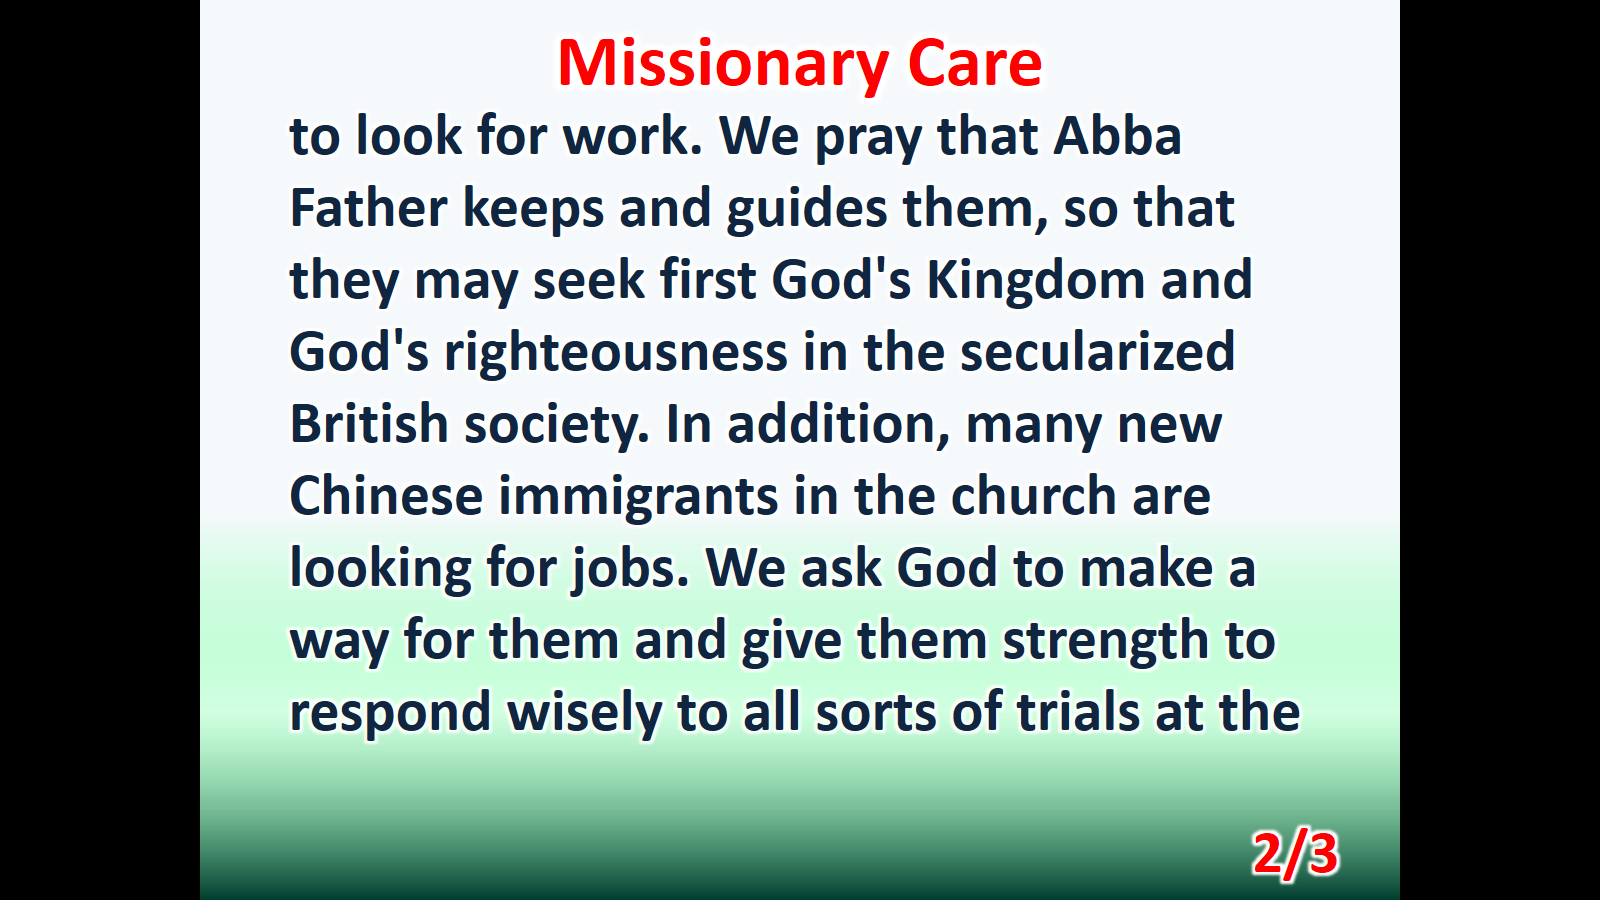 Missionary Care
to look for work. We pray that Abba
Father keeps and guides them, so that
they may seek first God's Kingdom and
God's righteousness in the secularized
British society. In addition, many new
Chinese immigrants in the church are
looking for jobs. We ask God to make a
way for them and give them strength to
respond wisely to all sorts of trials at the
2/3